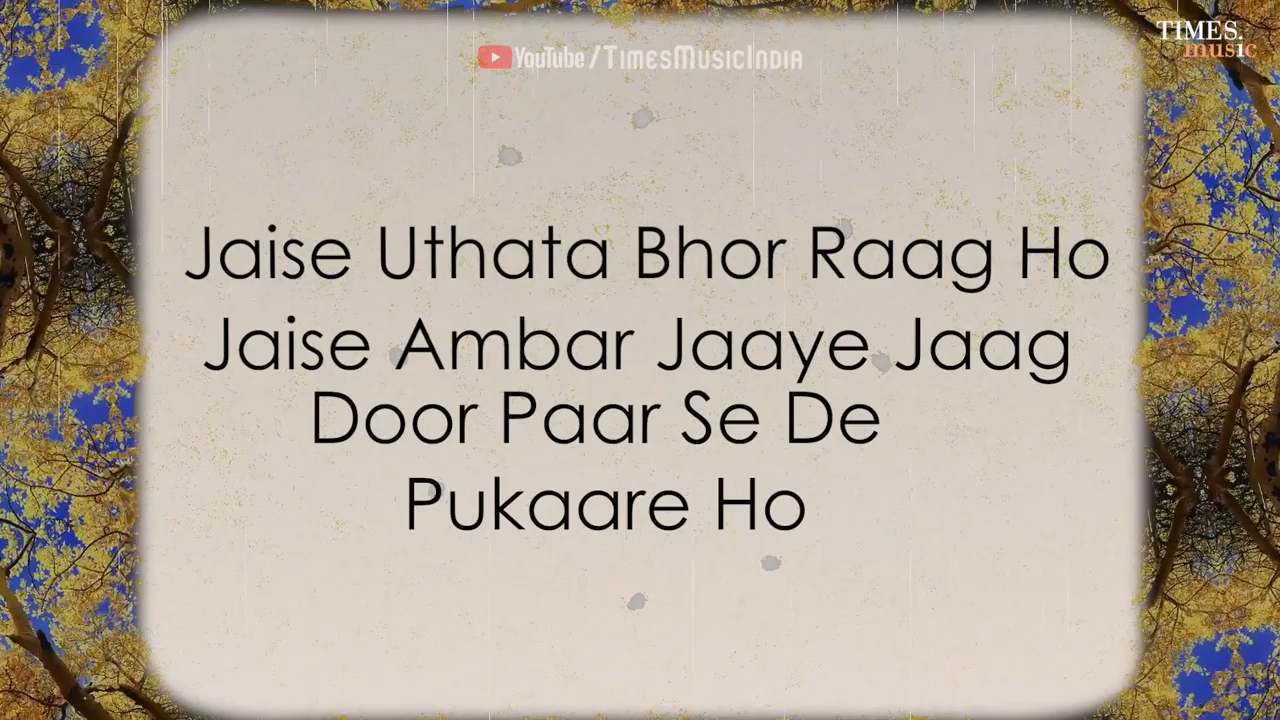 YouTube/TimesMusicIndia
TIMES.
music
Jaise Uthata Bhor Raag Ho
Jaise Ambar Jaaye Jaag
Door Paar Se De
Pukaare Ho